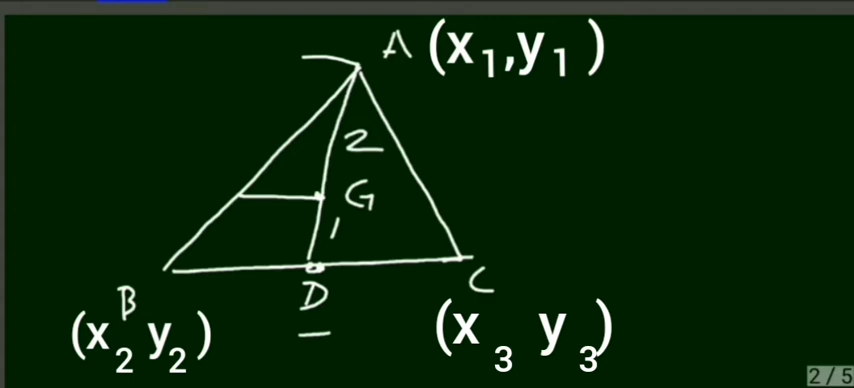 A (x₁,y₁)
2
G
1
B
D
C
(x₂ y₂)
(x₃ y₃)
2/5